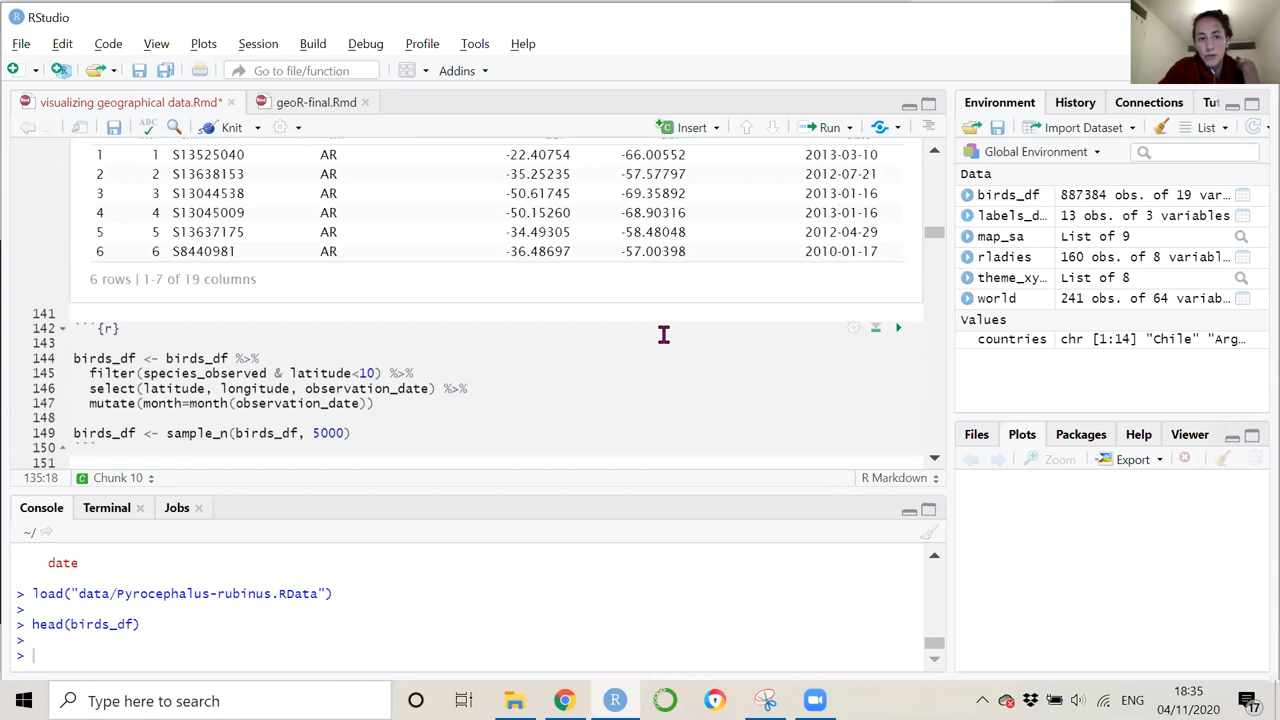 RStudio
File Edit Code View Plots Session Build Debug Profile Tools Help
Go to file/function Addins
visualizing geographical data.Rmd* geoR-final.Rmd
ABC Knit Insert Run
1 1 S13525040 AR -22.40754 -66.00552 2013-03-10
2 2 S13638153 AR -35.25235 -57.57797 2012-07-21
3 3 S13044538 AR -50.61745 -69.35892 2013-01-16
4 4 S13045009 AR -50.15260 -68.90316 2013-01-16
5 5 S13637175 AR -34.49305 -58.48048 2012-04-29
6 6 S8440981 AR -36.48697 -57.00398 2010-01-17
6 rows | 1-7 of 19 columns
141
142 ```{r}
143
144 birds_df <- birds_df %>%
145 filter(species_observed & latitude<10) %>%
146 select(latitude, longitude, observation_date) %>%
147 mutate(month=month(observation_date))
148
149 birds_df <- sample_n(birds_df, 5000)
150 ```
151
135:18 Chunk 10 R Markdown
Console Terminal Jobs
~/
date
> load("data/Pyrocephalus-rubinus.RData")
>
> head(birds_df)
>
>
Environment History Connections Tut
Import Dataset List
Global Environment
Data
birds_df 887384 obs. of 19 var…
labels_d… 13 obs. of 3 variables
map_sa List of 9
rladies 160 obs. of 8 variabl…
theme_xy… List of 8
world 241 obs. of 64 variab…
Values
countries chr [1:14] "Chile" "Arg…
Files Plots Packages Help Viewer
Zoom Export
Type here to search
ENG
18:35
04/11/2020
17